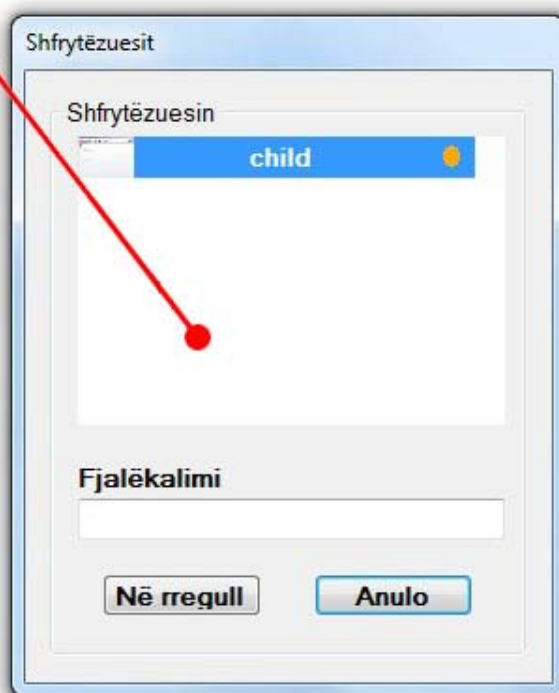 Shfrytëzuesit
Shfrytëzuesin
child
Fjalëkalimi
Në rregull
Anulo